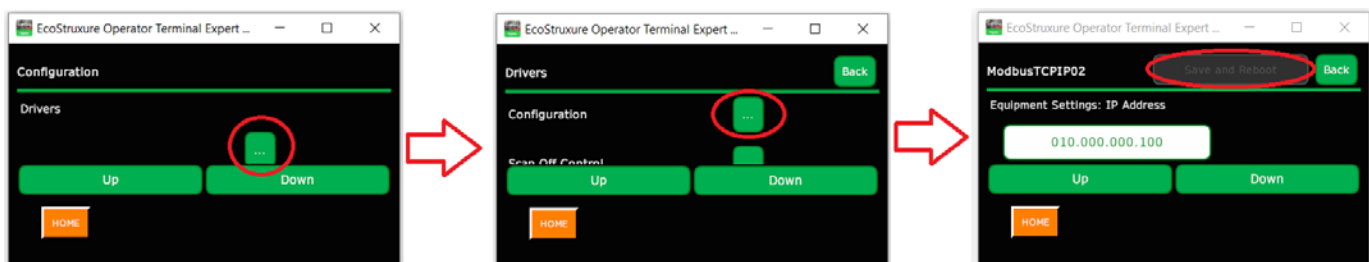 EcoStruxure Operator Terminal Expert ...
Configuration
Drivers
...
Up Down
HOME
EcoStruxure Operator Terminal Expert ...
Drivers Back
Configuration ...
Scan Off Control
Up Down
HOME
EcoStruxure Operator Terminal Expert ...
ModbusTCPIP02 Save and Reboot Back
Equipment Settings: IP Address
010.000.000.100
Up Down
HOME